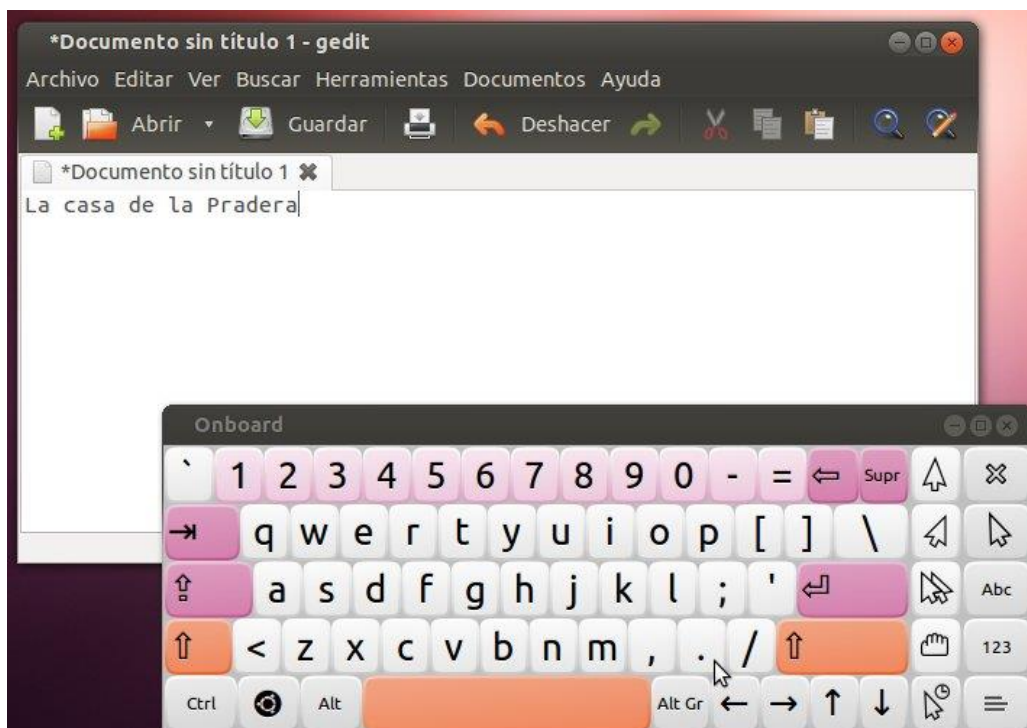 *Documento sin título 1 - gedit
Archivo Editar Ver Buscar Herramientas Documentos Ayuda
Abrir Guardar Deshacer
*Documento sin título 1
La casa de la Pradera
Onboard
` 1 2 3 4 5 6 7 8 9 0 - = Supr
q w e r t y u i o p [ ] \
a s d f g h j k l ; ' Abc
< z x c v b n m , . / 123
Ctrl Alt Alt Gr